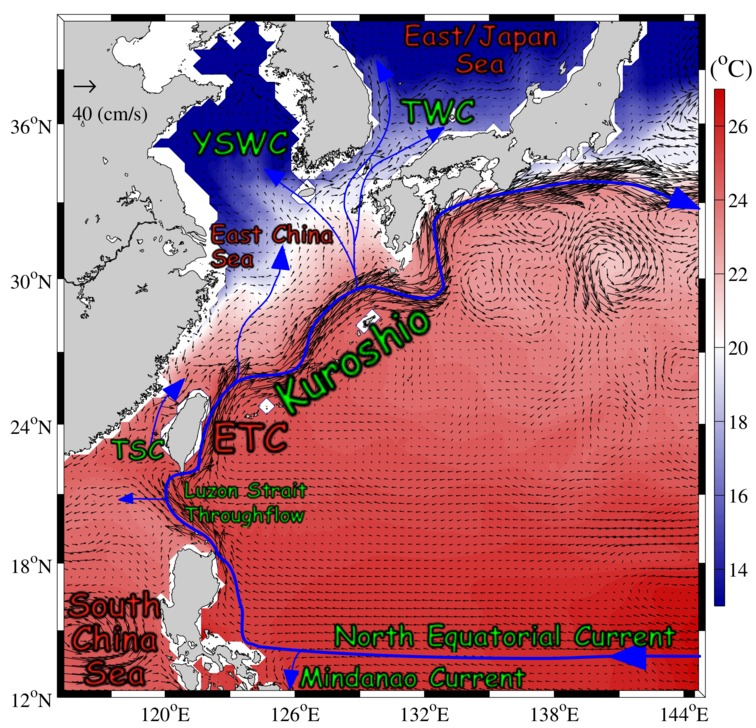 East/Japan
Sea
(°C)
40 (cm/s)
TWC
36°N
YSWC
East China
Sea
30°N
Kuroshio
24°N
ETC
TSC
Luzon Strait
Throughflow
18°N
South
China
Sea
North Equatorial Current
Mindanao Current
12°N
120°E
126°E
132°E
138°E
144°E
26
24
22
20
18
16
14